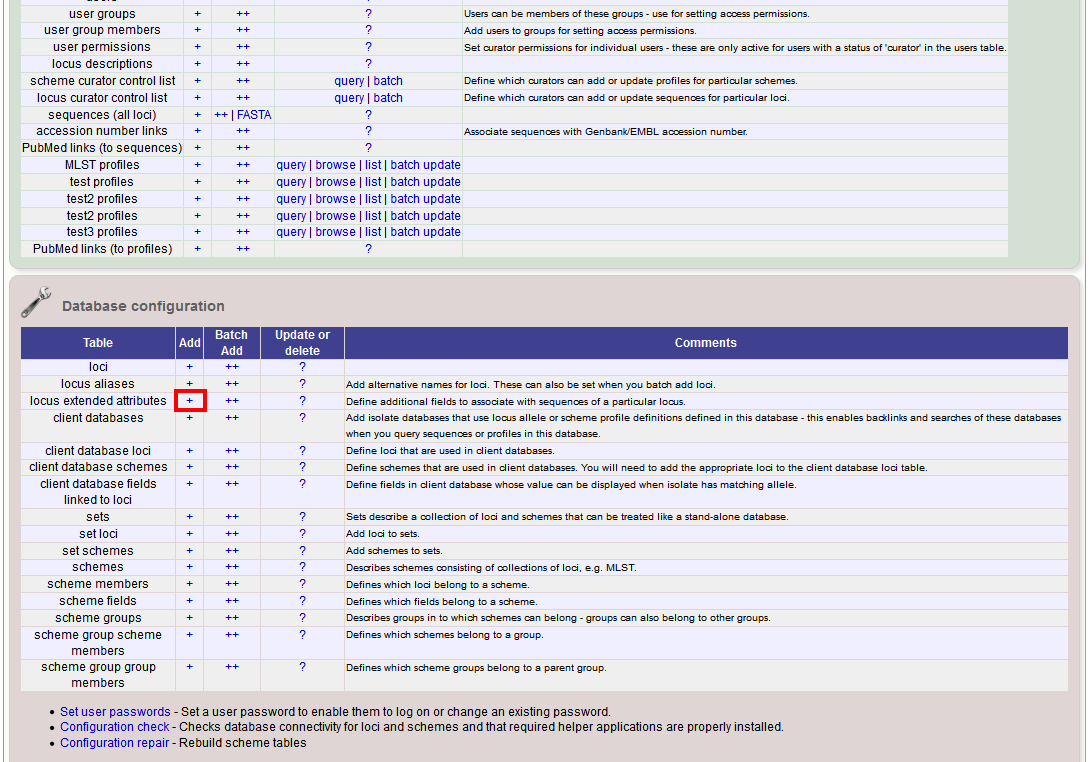 user groups + ++ ? Users can be members of these groups - use for setting access permissions.
user group members + ++ ? Add users to groups for setting access permissions.
user permissions + ++ ? Set curator permissions for individual users - these are only active for users with a status of 'curator' in the users table.
locus descriptions + ++ ?
scheme curator control list + ++ query | batch Define which curators can add or update profiles for particular schemes.
locus curator control list + ++ query | batch Define which curators can add or update sequences for particular loci.
sequences (all loci) + ++ | FASTA ?
accession number links + ++ ? Associate sequences with Genbank/EMBL accession number.
PubMed links (to sequences) + ++ ?
MLST profiles + ++ query | browse | list | batch update
test profiles + ++ query | browse | list | batch update
test2 profiles + ++ query | browse | list | batch update
test2 profiles + ++ query | browse | list | batch update
test3 profiles + ++ query | browse | list | batch update
PubMed links (to profiles) + ++ ?
Database configuration
Table Add Batch Add Update or delete Comments
loci + ++ ?
locus aliases + ++ ? Add alternative names for loci. These can also be set when you batch add loci.
locus extended attributes + ++ ? Define additional fields to associate with sequences of a particular locus.
client databases + ++ ? Add isolate databases that use locus allele or scheme profile definitions defined in this database - this enables backlinks and searches of these databases
when you query sequences or profiles in this database.
client database loci + ++ ? Define loci that are used in client databases.
client database schemes + ++ ? Define schemes that are used in client databases. You will need to add the appropriate loci to the client database loci table.
client database fields + ++ ? Define fields in client database whose value can be displayed when isolate has matching allele.
linked to loci
sets + ++ ? Sets describe a collection of loci and schemes that can be treated like a stand-alone database.
set loci + ++ ? Add loci to sets.
set schemes + ++ ? Add schemes to sets.
schemes + ++ ? Describes schemes consisting of collections of loci, e.g. MLST.
scheme members + ++ ? Defines which loci belong to a scheme.
scheme fields + ++ ? Defines which fields belong to a scheme.
scheme groups + ++ ? Describes groups in to which schemes can belong - groups can also belong to other groups.
scheme group scheme + ++ ? Defines which schemes belong to a group.
members
scheme group group + ++ ? Defines which scheme groups belong to a parent group.
members
• Set user passwords - Set a user password to enable them to log on or change an existing password.
• Configuration check - Checks database connectivity for loci and schemes and that required helper applications are properly installed.
• Configuration repair - Rebuild scheme tables